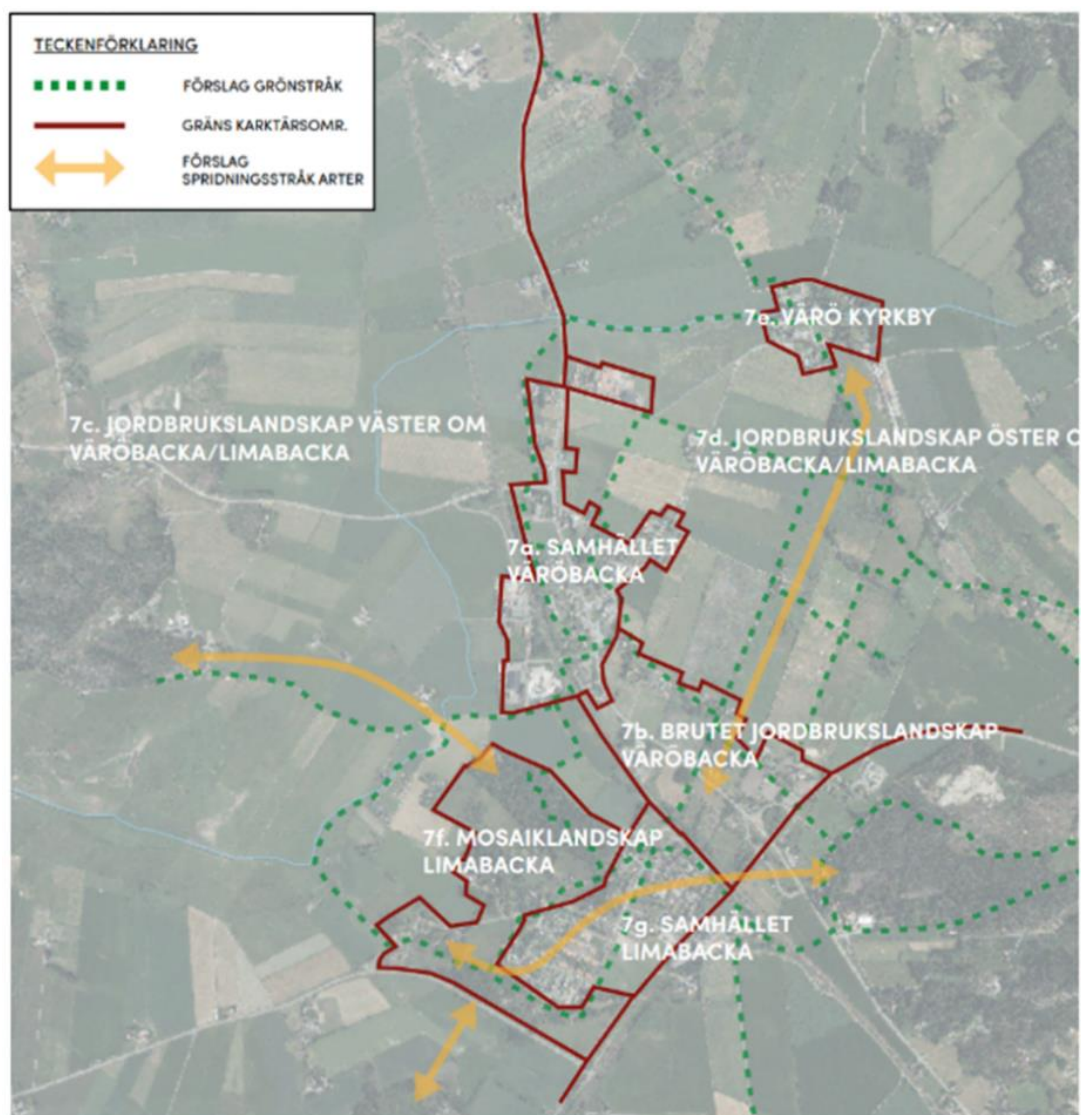 TECKENFÖRKLARING
FÖRSLAG GRÖNSTRÅK
GRÄNS KARKTÄRSOMR.
FÖRSLAG
SPRIDNINGSSTRÅK ARTER
7e. VÄRÖ KYRKBY
7c. JORDBRUKSLANDSKAP VÄSTER OM
VÄRÖBACKA/LIMABACKA
7d. JORDBRUKSLANDSKAP ÖSTER O
VÄRÖBACKA/LIMABACKA
7a. SAMHÄLLET
VÄRÖBACKA
7b. BRUTET JORDBRUKSLANDSKAP
VÄRÖBACKA
7f. MOSAIKLANDSKAP
LIMABACKA
7g. SAMHÄLLET
LIMABACKA